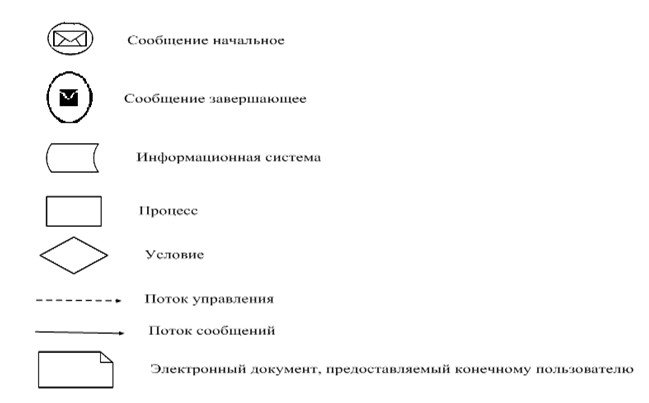 Сообщение начальное
Сообщение завершающее
Информационная система
Процесс
Условие
Поток управления
Поток сообщений
Электронный документ, предоставляемый конечному пользователю